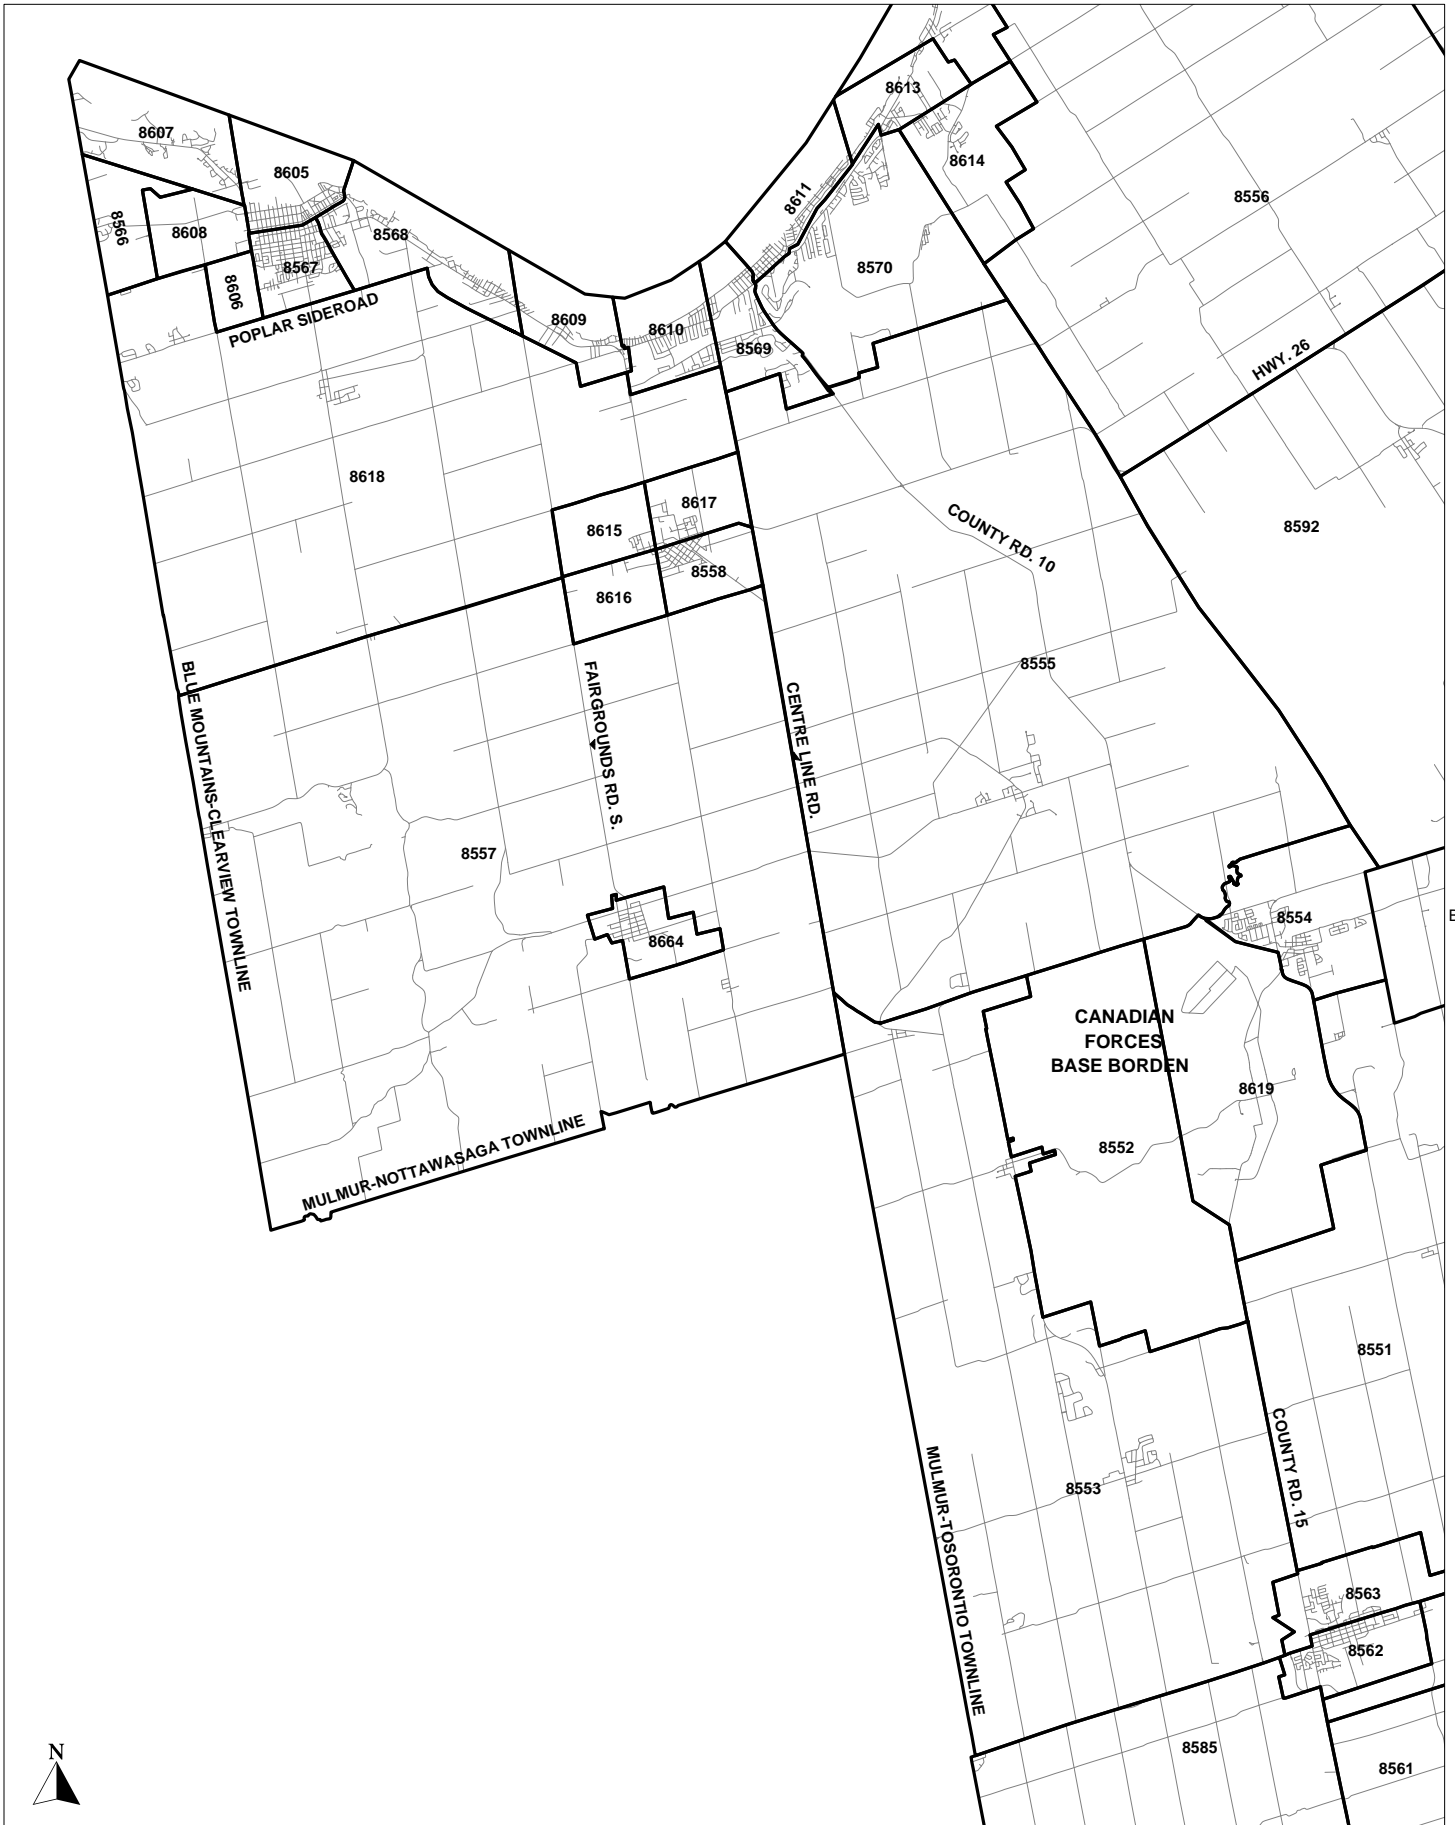 8613
8607
8614
8605
8611
8556
8566
8608
8568
8567
8570
8606
POPLAR SIDEROAD
8609
8610
8569
HWY. 26
8618
8617
8615
COUNTY RD. 10
8592
8558
8616
BLUE MOUNTAINS-CLEARVIEW TOWNLINE
FAIRGROUNDS RD. S.
CENTRE LINE RD.
8555
8557
8554
E
8664
CANADIAN
FORCES
BASE BORDEN
8619
8552
MULMUR-NOTTAWASAGA TOWNLINE
8551
COUNTY RD. 15
8553
MULMUR-TOSORONTIO TOWNLINE
8563
8562
8585
8561
N